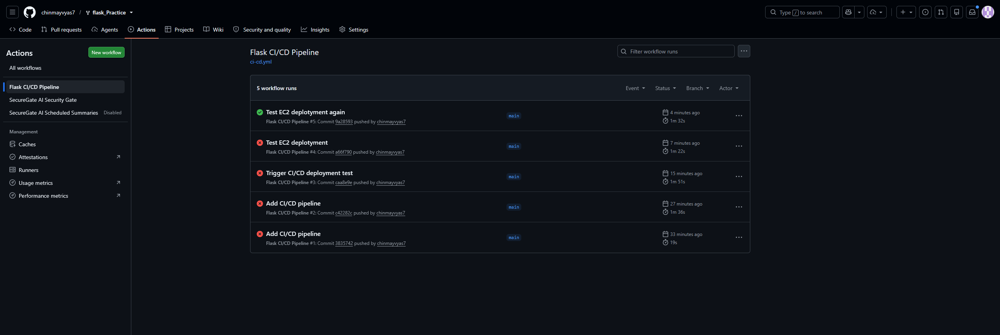 chinmayvyas7 / flask_Practice
Type / to search
Code Pull requests Agents Actions Projects Wiki Security and quality Insights Settings
Actions
New workflow
All workflows
Flask CI/CD Pipeline
SecureGate AI Security Gate
SecureGate AI Scheduled Summaries Disabled
Management
Caches
Attestations
Runners
Usage metrics
Performance metrics
Flask CI/CD Pipeline
ci-cd.yml
Filter workflow runs
5 workflow runs
Event Status Branch Actor
Test EC2 deplotyment again
Flask CI/CD Pipeline #5: Commit 9a28593 pushed by chinmayvyas7
main
4 minutes ago
1m 32s
Test EC2 deplotyment
Flask CI/CD Pipeline #4: Commit a66f790 pushed by chinmayvyas7
main
7 minutes ago
1m 22s
Trigger CI/CD deployment test
Flask CI/CD Pipeline #3: Commit caa8e9e pushed by chinmayvyas7
main
15 minutes ago
1m 51s
Add CI/CD pipeline
Flask CI/CD Pipeline #2: Commit c42282c pushed by chinmayvyas7
main
27 minutes ago
1m 36s
Add CI/CD pipeline
Flask CI/CD Pipeline #1: Commit 3835742 pushed by chinmayvyas7
main
33 minutes ago
19s